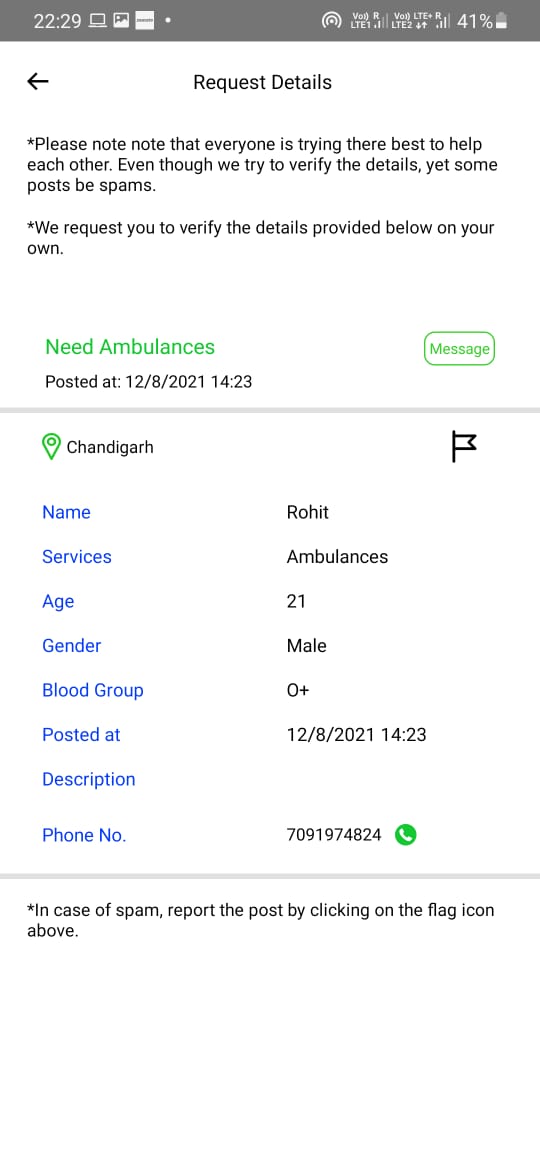 22:29 Vo) R Vo) LTE+ R 41%
LTE1 LTE2
Request Details
*Please note note that everyone is trying there best to help
each other. Even though we try to verify the details, yet some
posts be spams.
*We request you to verify the details provided below on your
own.
Need Ambulances Message
Posted at: 12/8/2021 14:23
Chandigarh
Name Rohit
Services Ambulances
Age 21
Gender Male
Blood Group O+
Posted at 12/8/2021 14:23
Description
Phone No. 7091974824
*In case of spam, report the post by clicking on the flag icon
above.